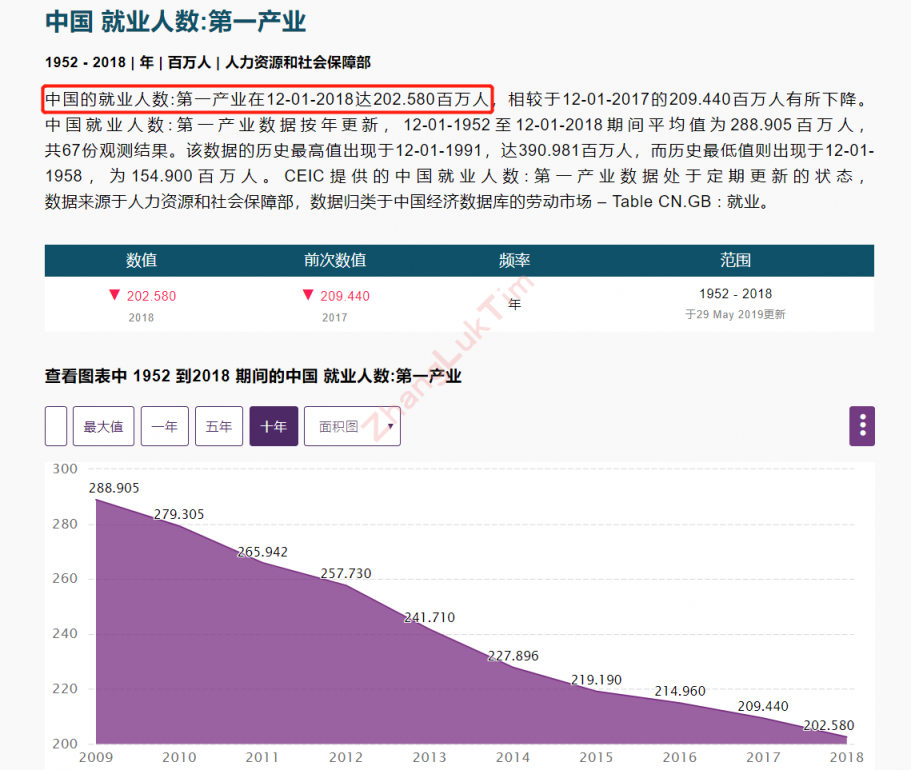 中国 就业人数:第一产业
1952 - 2018 | 年 | 百万人 | 人力资源和社会保障部
中国的就业人数:第一产业在12-01-2018达202.580百万人，相较于12-01-2017的209.440百万人有所下降。
中国就业人数:第一产业数据按年更新，12-01-1952至12-01-2018期间平均值为288.905百万人，
共67份观测结果。该数据的历史最高值出现于12-01-1991，达390.981百万人，而历史最低值则出现于12-01-
1958，为154.900百万人。CEIC提供的中国就业人数:第一产业数据处于定期更新的状态，
数据来源于人力资源和社会保障部，数据归类于中国经济数据库的劳动市场 – Table CN.GB：就业。
数值 前次数值 频率 范围
▼ 202.580 ▼ 209.440 年 1952 - 2018
2018 2017 于29 May 2019更新
ZhangLukTim
查看图表中 1952 到2018 期间的中国 就业人数:第一产业
最大值 一年 五年 十年 面积图
300
288.905
279.305
280
265.942
260
257.730
241.710
240
227.896
220
219.190
214.960
209.440
202.580
200
2009 2010 2011 2012 2013 2014 2015 2016 2017 2018